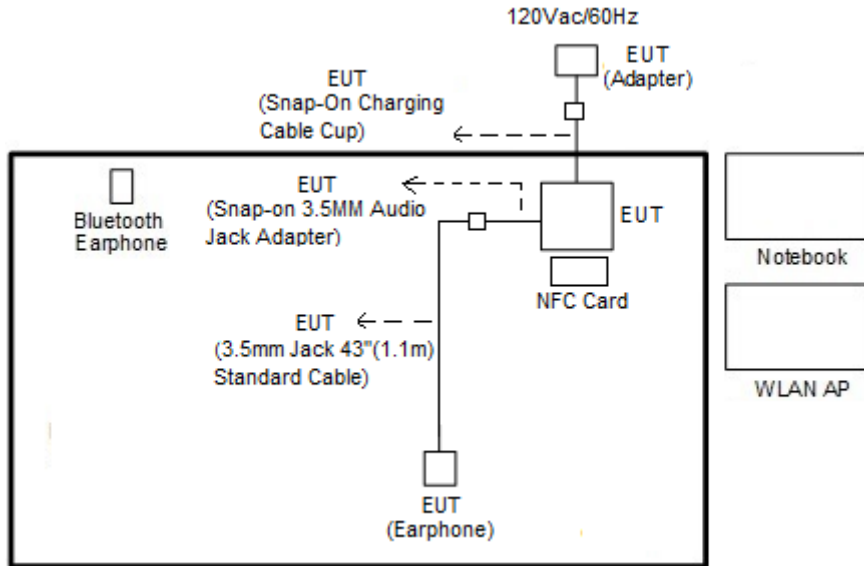 120Vac/60Hz
EUT
(Adapter)
EUT
(Snap-On Charging
Cable Cup)
EUT
(Snap-on 3.5MM Audio
Jack Adapter)
Bluetooth
Earphone
EUT
Notebook
NFC Card
EUT
(3.5mm Jack 43"(1.1m)
Standard Cable)
WLAN AP
EUT
(Earphone)